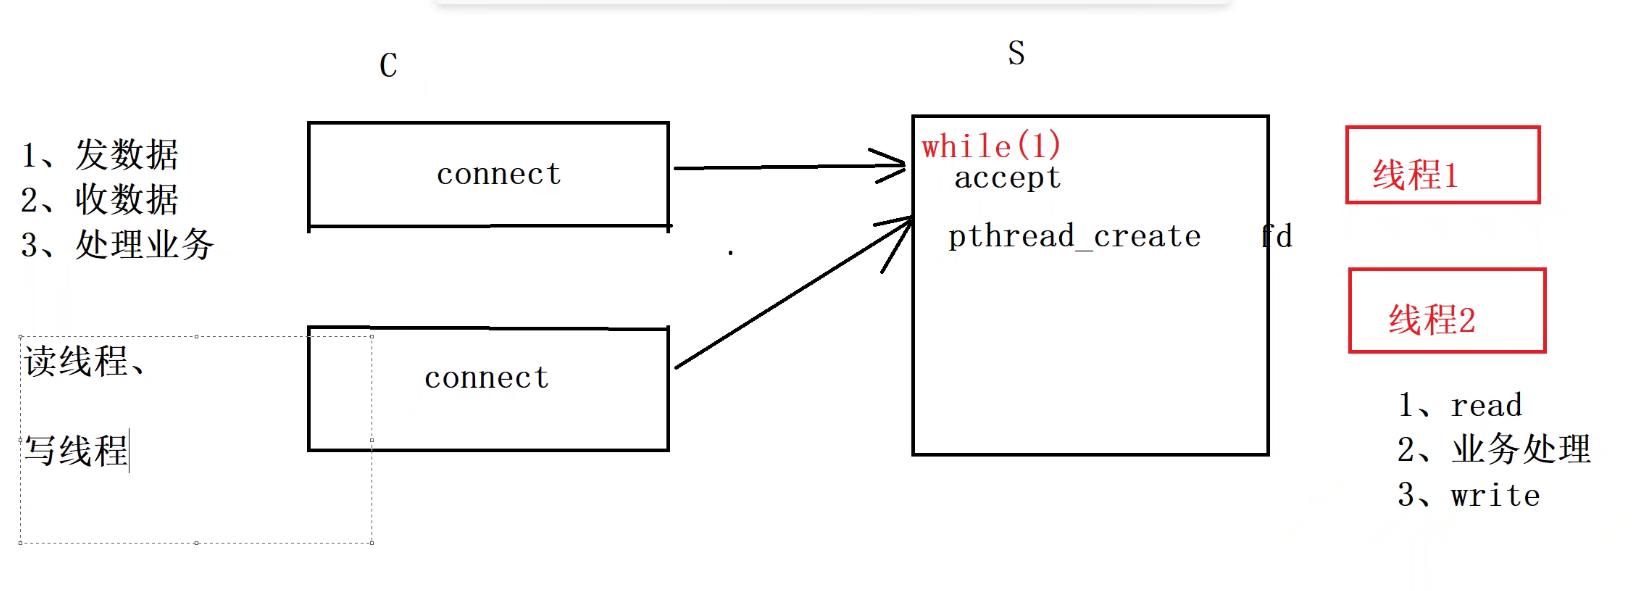 C
S
1、发数据
2、收数据
3、处理业务
connect
while(1)
accept
pthread_create
fd
线程1
线程2
读线程、
写线程
connect
1、read
2、业务处理
3、write